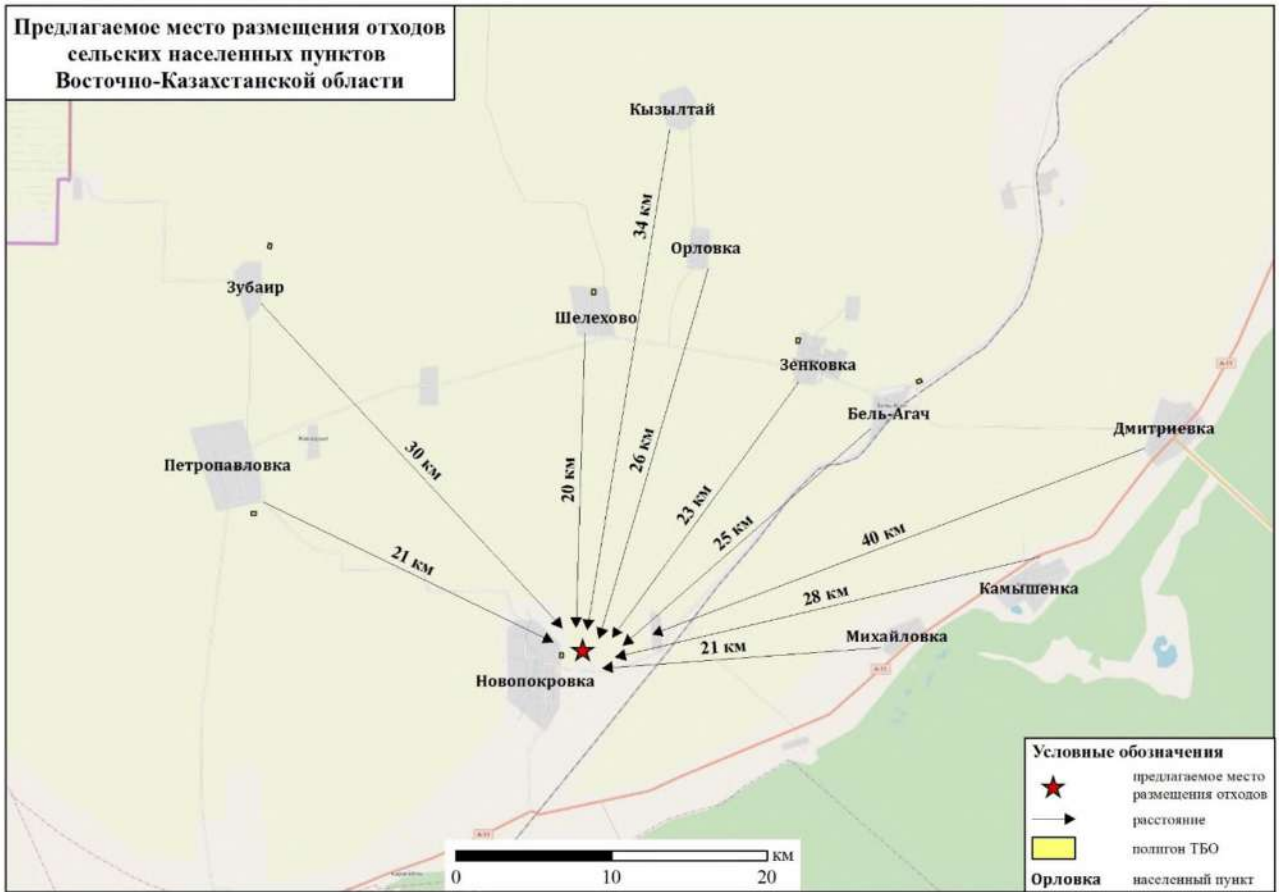 Предлагаемое место размещения отходов
сельских населенных пунктов
Восточно-Казахстанской области
Кызылтай
34 км
Орловка
Зубаир
Шелехово
Зенковка
Бель-Агач
A-11
Дмитриевка
Петропавловка
30 км
20 км
26 км
23 км
25 км
40 км
21 км
28 км
Камышенка
Михайловка
21 км
A-11
Новопокровка
A-11
Условные обозначения
предлагаемое место
размещения отходов
расстояние
полигон ТБО
Орловка населенный пункт
км
0 10 20